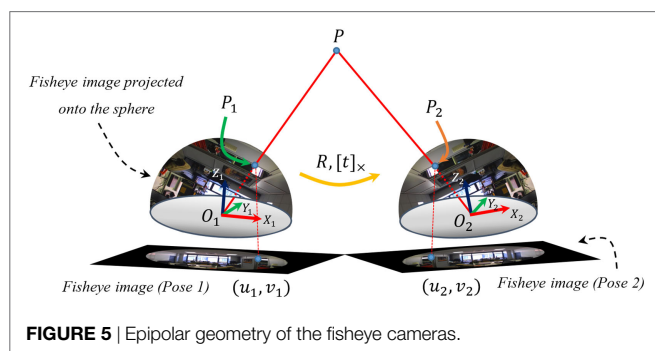 P
Fisheye image projected
onto the sphere
P₁
P₂
R, [t]ₓ
Z₁
Y₁
X₁
O₁
Z₂
Y₂
X₂
O₂
Fisheye image (Pose 1)
(u₁, v₁)
(u₂, v₂)
Fisheye image (Pose 2)
FIGURE 5 | Epipolar geometry of the fisheye cameras.